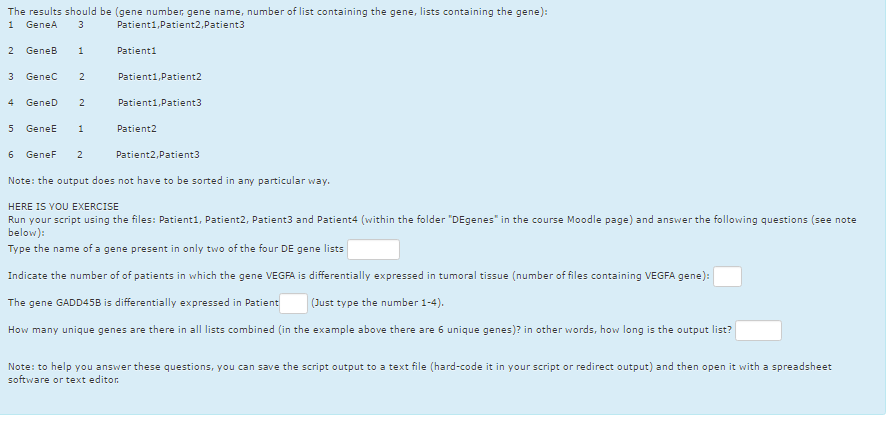 The results should be (gene number, gene name, number of list containing the gene, lists containing the gene):
1 GeneA 3 Patient1,Patient2,Patient3
2 GeneB 1 Patient1
3 GeneC 2 Patient1,Patient2
4 GeneD 2 Patient1,Patient3
5 GeneE 1 Patient2
6 GeneF 2 Patient2,Patient3
Note: the output does not have to be sorted in any particular way.
HERE IS YOU EXERCISE
Run your script using the files: Patient1, Patient2, Patient3 and Patient4 (within the folder "DEgenes" in the course Moodle page) and answer the following questions (see note
below):
Type the name of a gene present in only two of the four DE gene lists
Indicate the number of of patients in which the gene VEGFA is differentially expressed in tumoral tissue (number of files containing VEGFA gene):
The gene GADD45B is differentially expressed in Patient (Just type the number 1-4).
How many unique genes are there in all lists combined (in the example above there are 6 unique genes)? in other words, how long is the output list?
Note: to help you answer these questions, you can save the script output to a text file (hard-code it in your script or redirect output) and then open it with a spreadsheet
software or text editor.